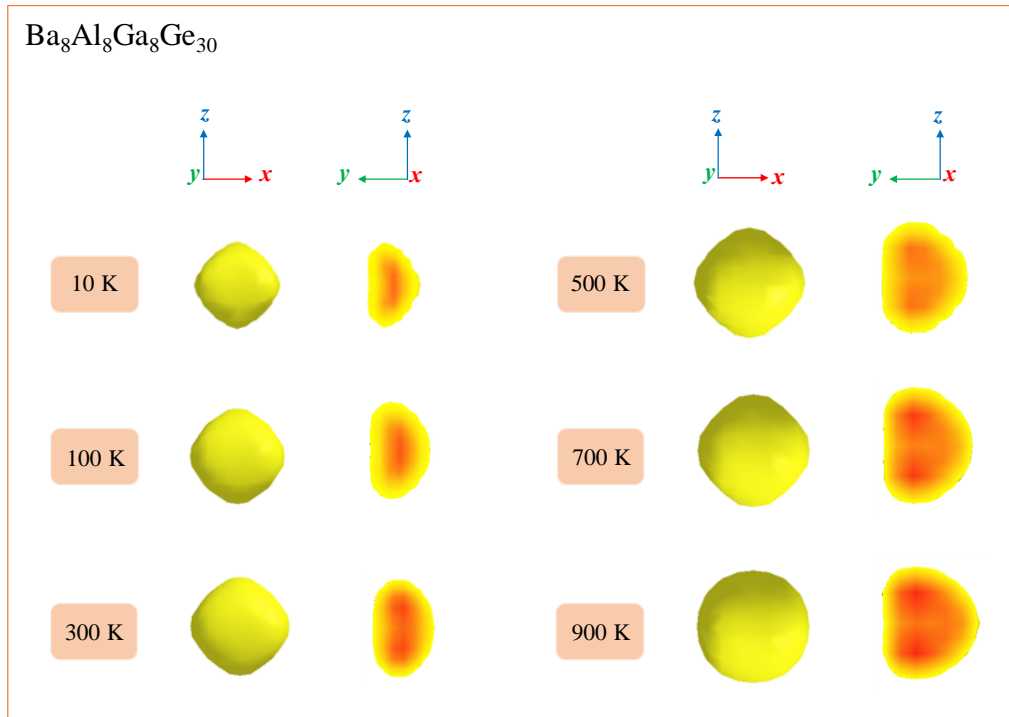 Ba₈Al₈Ga₈Ge₃₀
z z z z
y x y x y x y x
10 K 500 K
100 K 700 K
300 K 900 K